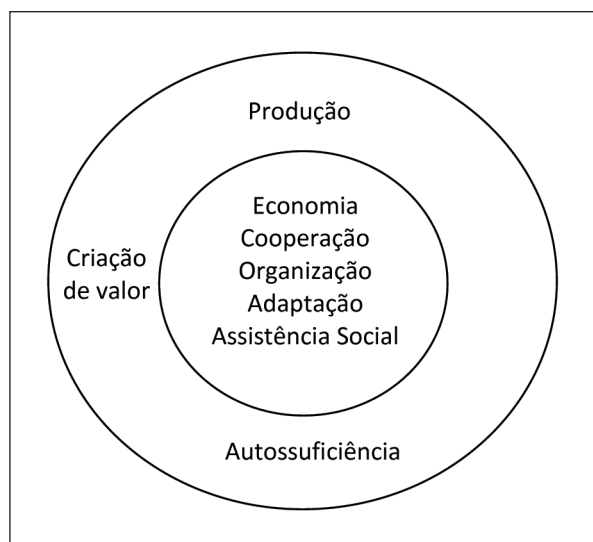 Produção
Economia
Cooperação
Organização
Adaptação
Assistência Social
Criação
de valor
Autossuficiência